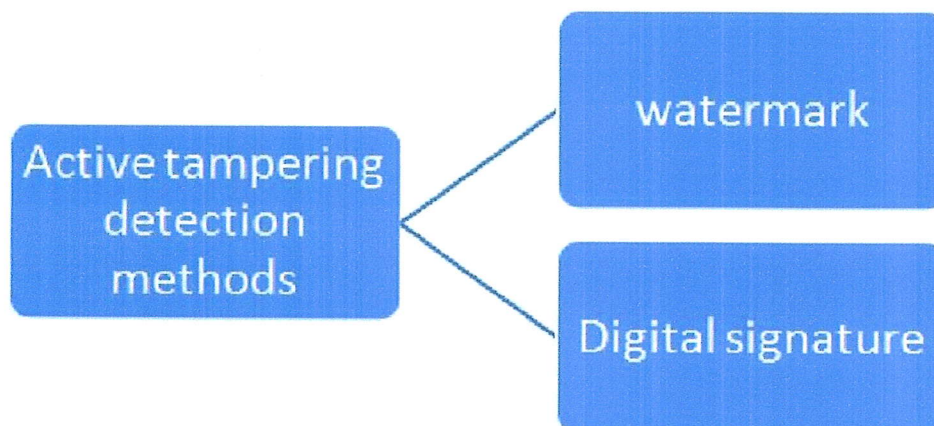 Active tampering
detection
methods
watermark
Digital signature